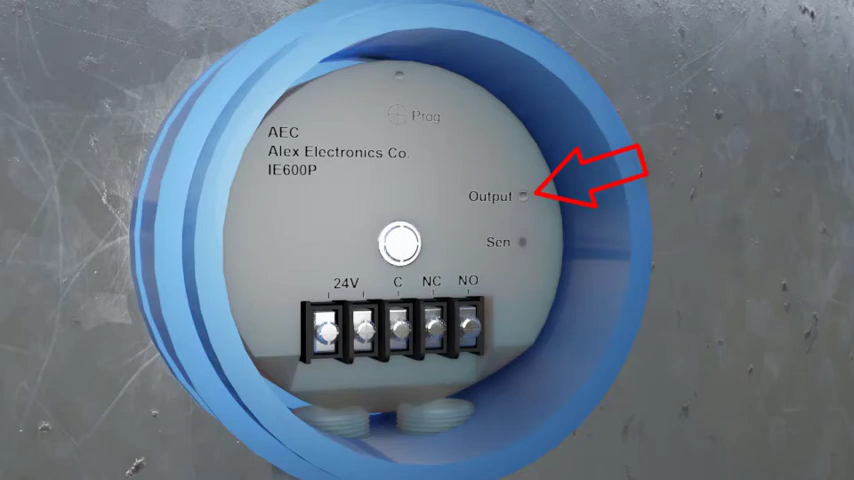 Prog
AEC
Alex Electronics Co.
IE600P
Output
Sen
24V C NC NO